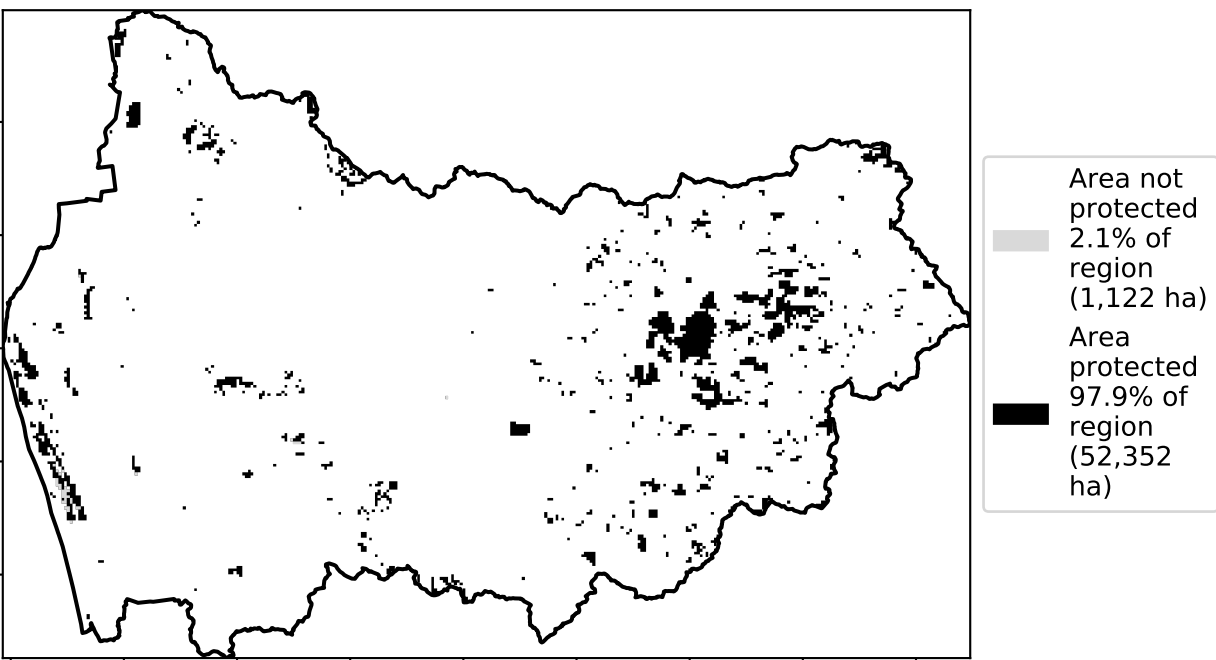 Area not
protected
2.1% of
region
(1,122 ha)
Area
protected
97.9% of
region
(52,352
ha)